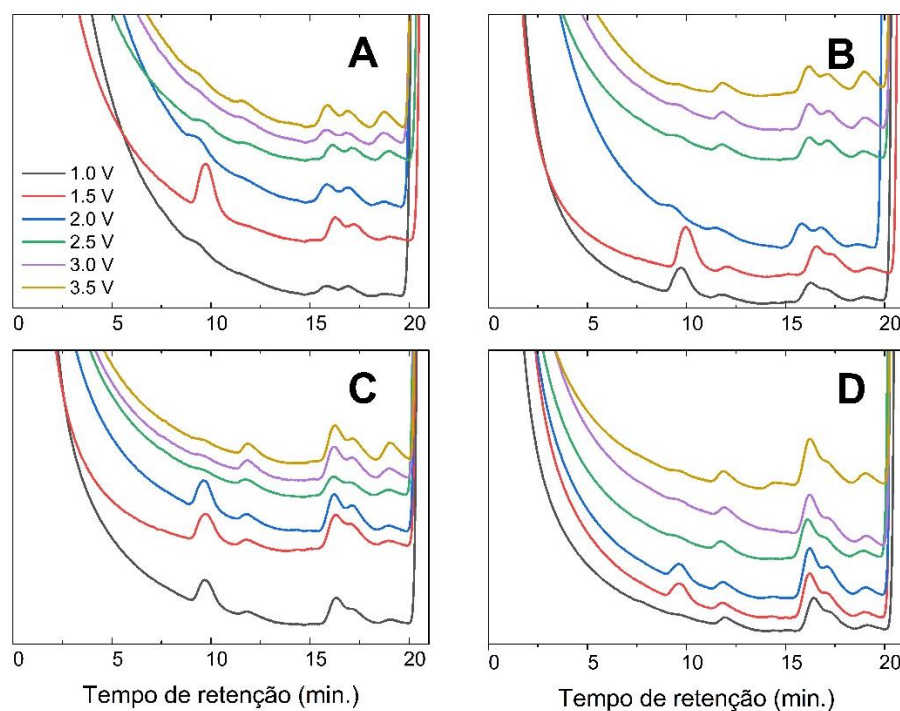 A
B
1.0 V
1.5 V
2.0 V
2.5 V
3.0 V
3.5 V
0 5 10 15 20
0 5 10 15 20
C
D
0 5 10 15 20
0 5 10 15 20
Tempo de retenção (min.)
Tempo de retenção (min.)